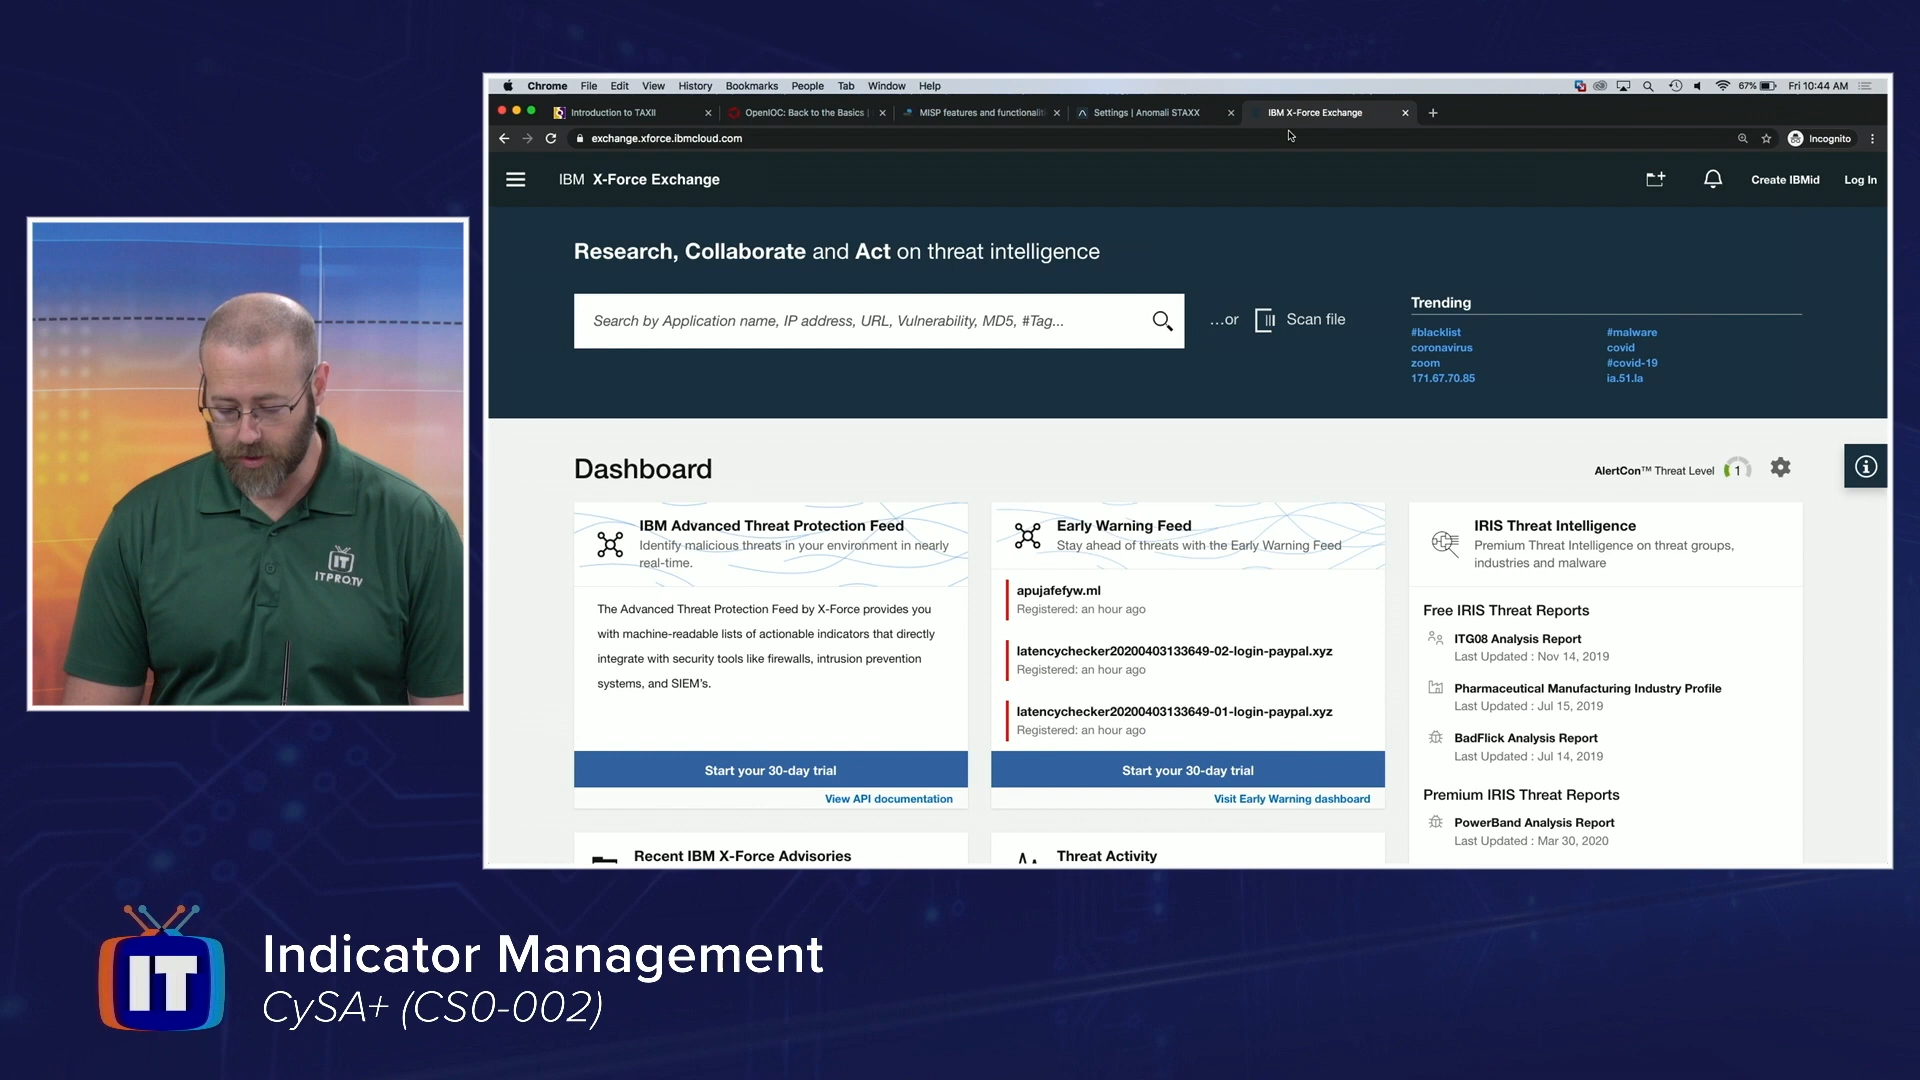 Chrome File Edit View History Bookmarks People Tab Window Help 67% Fri 10:44 AM
Introduction to TAXII OpenIOC: Back to the Basics | MISP features and functionaliti Settings | Anomali STAXX IBM X-Force Exchange
exchange.xforce.ibmcloud.com Incognito
IBM X-Force Exchange Create IBMid Log In
Research, Collaborate and Act on threat intelligence
Search by Application name, IP address, URL, Vulnerability, MD5, #Tag...
...or Scan file
Trending
#blacklist #malware
coronavirus covid
zoom #covid-19
171.67.70.85 ia.51.la
Dashboard
AlertCon™ Threat Level 1
IBM Advanced Threat Protection Feed
Identify malicious threats in your environment in nearly
real-time.
The Advanced Threat Protection Feed by X-Force provides you
with machine-readable lists of actionable indicators that directly
integrate with security tools like firewalls, intrusion prevention
systems, and SIEM's.
Start your 30-day trial
View API documentation
Early Warning Feed
Stay ahead of threats with the Early Warning Feed
apujafefyw.ml
Registered: an hour ago
latencychecker20200403133649-02-login-paypal.xyz
Registered: an hour ago
latencychecker20200403133649-01-login-paypal.xyz
Registered: an hour ago
Start your 30-day trial
Visit Early Warning dashboard
IRIS Threat Intelligence
Premium Threat Intelligence on threat groups,
industries and malware
Free IRIS Threat Reports
ITG08 Analysis Report
Last Updated : Nov 14, 2019
Pharmaceutical Manufacturing Industry Profile
Last Updated : Jul 15, 2019
BadFlick Analysis Report
Last Updated : Jul 14, 2019
Premium IRIS Threat Reports
PowerBand Analysis Report
Last Updated : Mar 30, 2020
Recent IBM X-Force Advisories
Threat Activity
IT
ITPRO.TV
IT
Indicator Management
CySA+ (CS0-002)